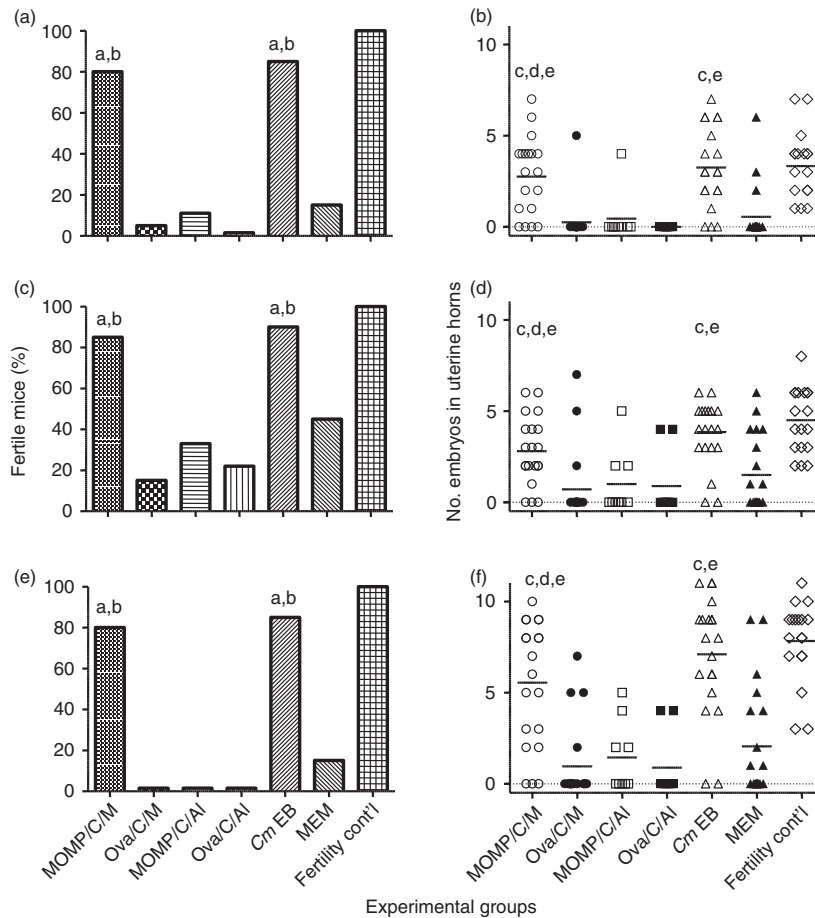 (a)
a,b
a,b
100
80
60
40
20
0
(b)
c,d,e
c,e
10
5
0
(c)
a,b
a,b
100
80
60
40
20
0
(d)
c,d,e
c,e
10
5
0
(e)
a,b
a,b
100
80
60
40
20
0
(f)
c,d,e
c,e
10
5
0
Fertile mice (%)
No. embryos in uterine horns
MOMP/C/M
Ova/C/M
MOMP/C/Al
Ova/C/Al
Cm EB
MEM
Fertility cont'l
MOMP/C/M
Ova/C/M
MOMP/C/Al
Ova/C/Al
Cm EB
MEM
Fertility cont'l
Experimental groups